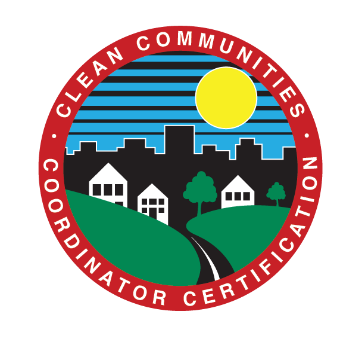 · CLEAN COMMUNITIES ·
COORDINATOR CERTIFICATION